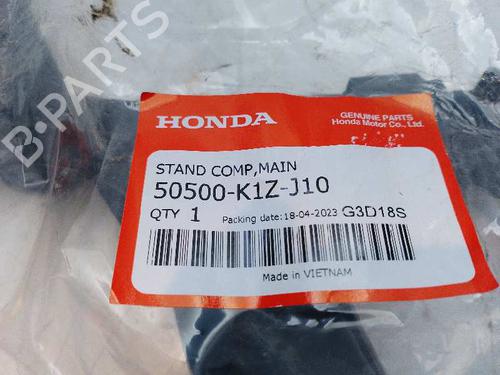 HONDA
GENUINE PARTS
Honda Motor Co., Ltd.
STAND COMP,MAIN
50500-K1Z-J10
QTY 1 Packing date:18-04-2023 G3D18S
Made in VIETNAM
B-PARTS